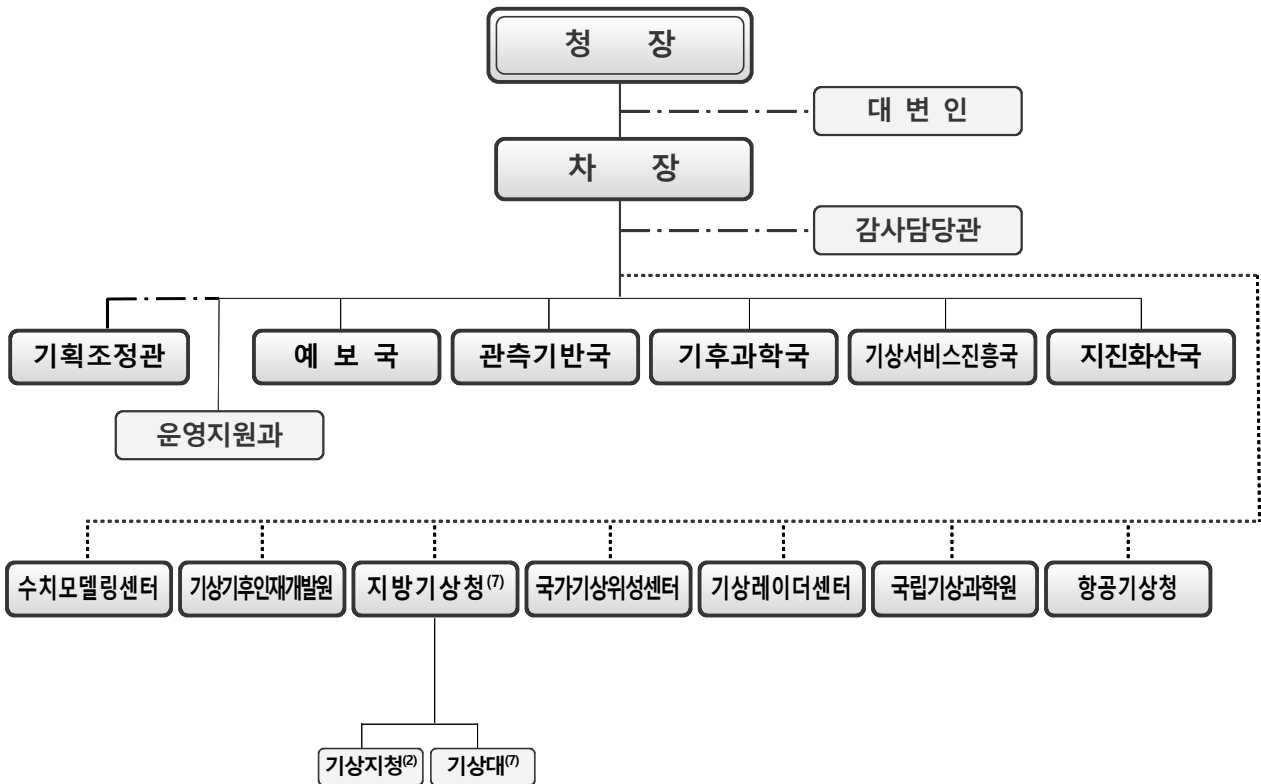 청 장
대 변 인
차 장
감사담당관
기획조정관
예 보 국
관측기반국
기후과학국
기상서비스진흥국
지진화산국
운영지원과
수치모델링센터
기상기후인재개발원
지방기상청(7)
국가기상위성센터
기상레이더센터
국립기상과학원
항공기상청
기상지청(2)
기상대(7)